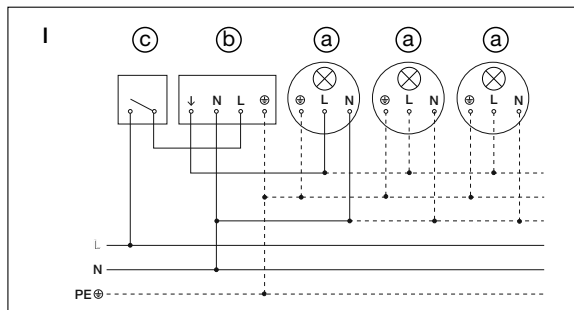 I c b a a a
↓ N L ⏚ ⏚ L N ⏚ L N ⏚ L N
L
N
PE ⏚